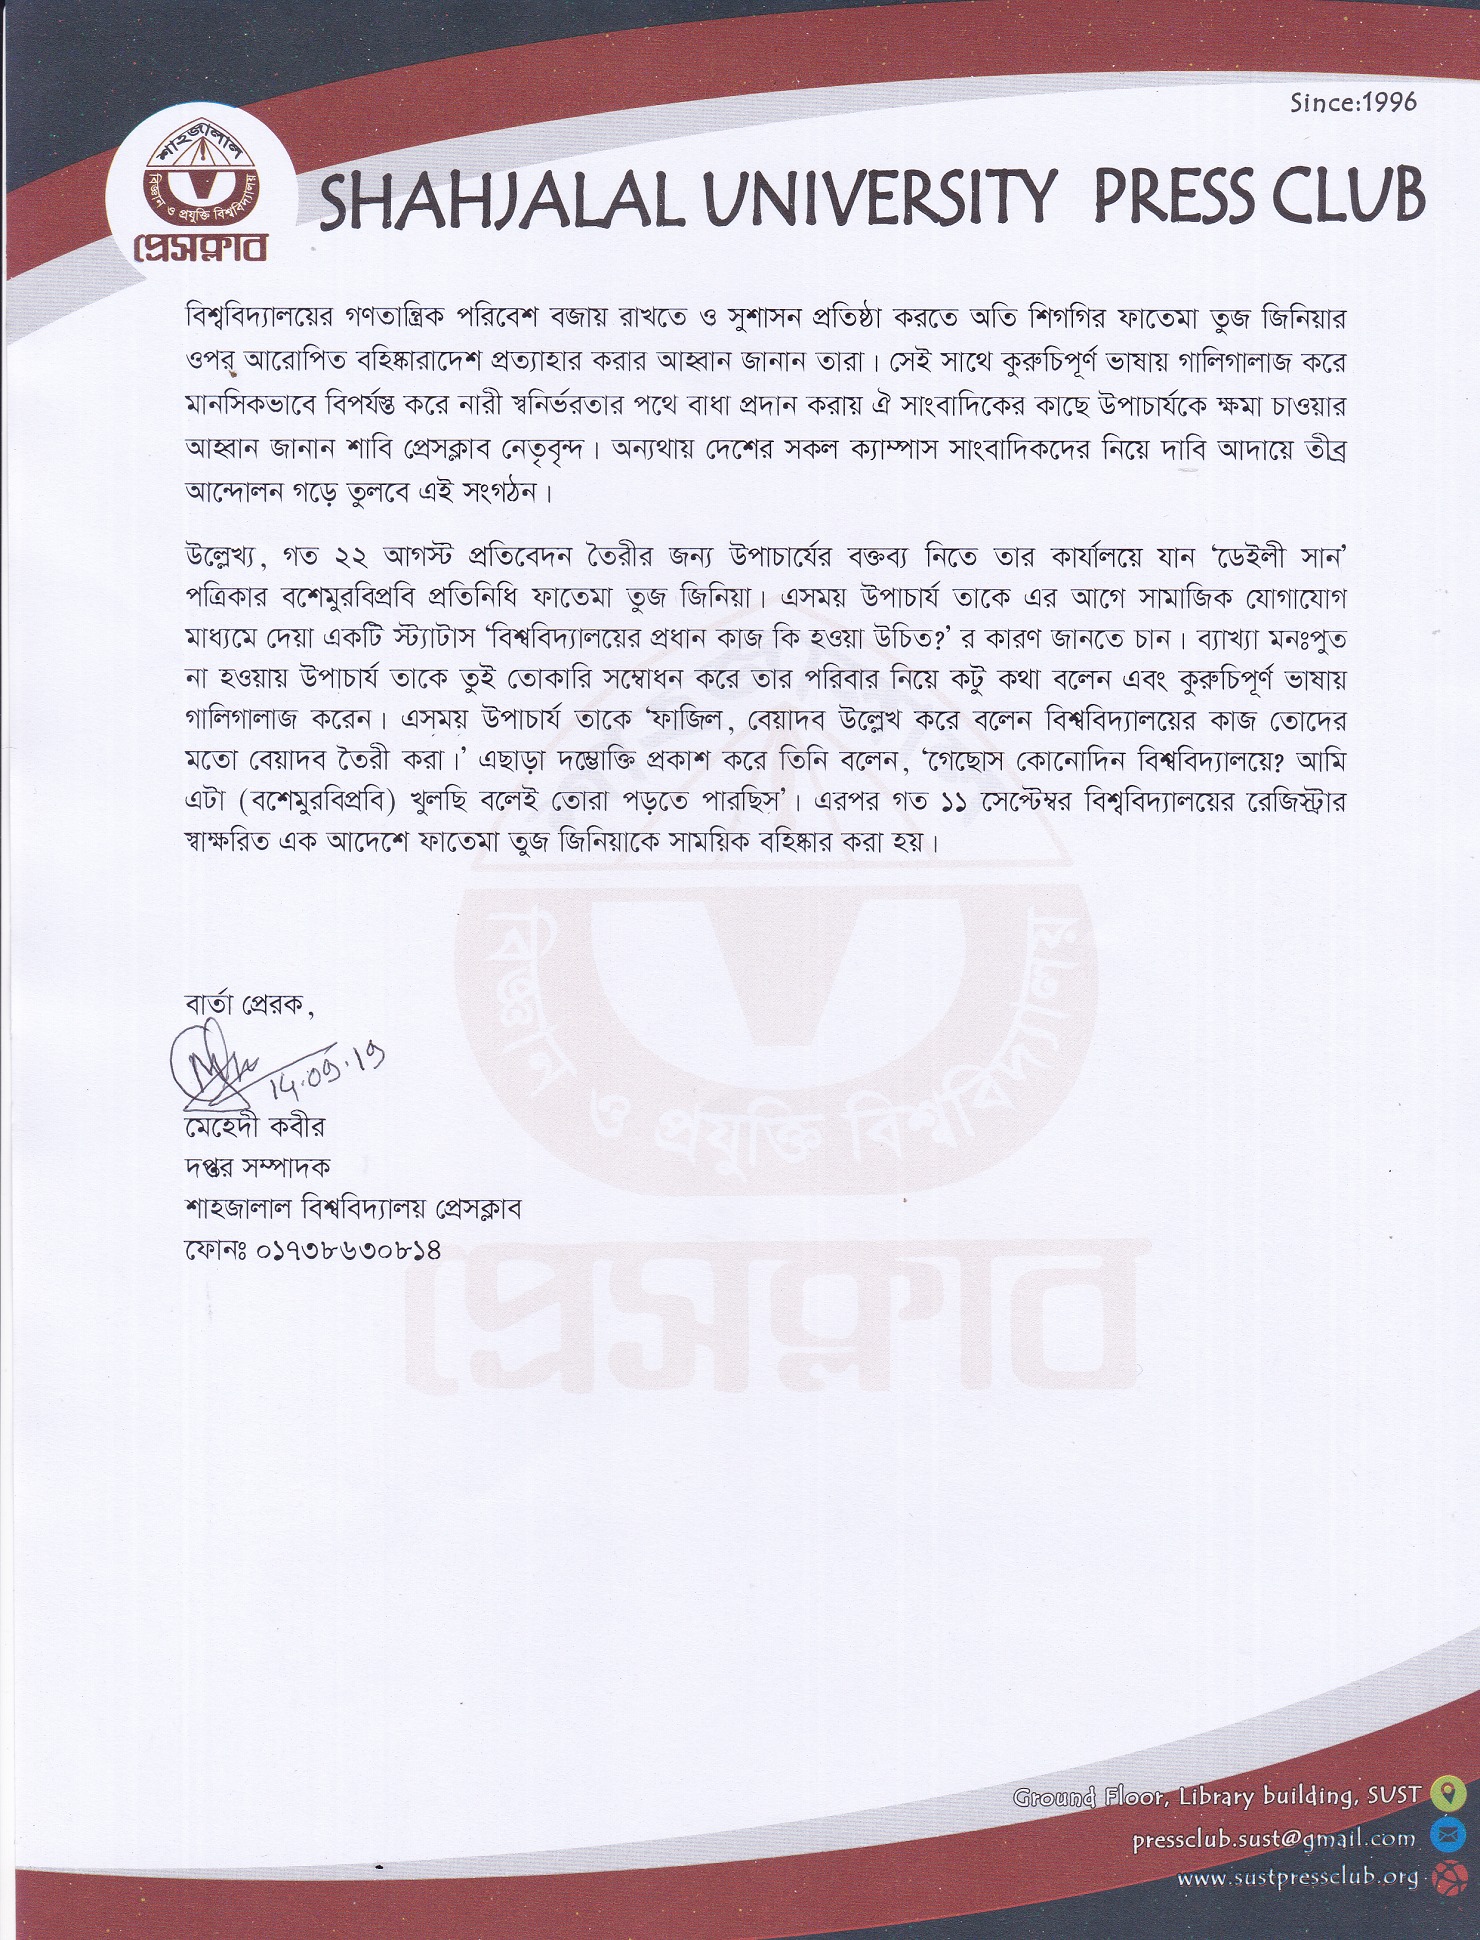 Since:1996
শাহজালাল
বিজ্ঞান ও প্রযুক্তি বিশ্ববিদ্যালয়
প্রেসক্লাব
SHAHJALAL UNIVERSITY PRESS CLUB
বিশ্ববিদ্যালয়ের গণতান্ত্রিক পরিবেশ বজায় রাখতে ও সুশাসন প্রতিষ্ঠা করতে অতি শিগগির ফাতেমা তুজ জিনিয়ার
ওপর আরোপিত বহিষ্কারাদেশ প্রত্যাহার করার আহ্বান জানান তারা। সেই সাথে কুরুচিপূর্ণ ভাষায় গালিগালাজ করে
মানসিকভাবে বিপর্যস্ত করে নারী স্বনির্ভরতার পথে বাধা প্রদান করায় ঐ সাংবাদিকের কাছে উপাচার্যকে ক্ষমা চাওয়ার
আহ্বান জানান শাবি প্রেসক্লাব নেতৃবৃন্দ। অন্যথায় দেশের সকল ক্যাম্পাস সাংবাদিকদের নিয়ে দাবি আদায়ে তীব্র
আন্দোলন গড়ে তুলবে এই সংগঠন।
উল্লেখ্য, গত ২২ আগস্ট প্রতিবেদন তৈরীর জন্য উপাচার্যের বক্তব্য নিতে তার কার্যালয়ে যান ‘ডেইলী সান’
পত্রিকার বশেমুরবিপ্রবি প্রতিনিধি ফাতেমা তুজ জিনিয়া। এসময় উপাচার্য তাকে এর আগে সামাজিক যোগাযোগ
মাধ্যমে দেয়া একটি স্ট্যাটাস ‘বিশ্ববিদ্যালয়ের প্রধান কাজ কি হওয়া উচিত?’ র কারণ জানতে চান। ব্যাখ্যা মনঃপুত
না হওয়ায় উপাচার্য তাকে তুই তোকারি সম্বোধন করে তার পরিবার নিয়ে কটু কথা বলেন এবং কুরুচিপূর্ণ ভাষায়
গালিগালাজ করেন। এসময় উপাচার্য তাকে ‘ফাজিল, বেয়াদব উল্লেখ করে বলেন বিশ্ববিদ্যালয়ের কাজ তোদের
মতো বেয়াদব তৈরী করা।’ এছাড়া দম্ভোক্তি প্রকাশ করে তিনি বলেন, ‘গেছোস কোনোদিন বিশ্ববিদ্যালয়ে? আমি
এটা (বশেমুরবিপ্রবি) খুলছি বলেই তোরা পড়তে পারছিস’। এরপর গত ১১ সেপ্টেম্বর বিশ্ববিদ্যালয়ের রেজিস্ট্রার
স্বাক্ষরিত এক আদেশে ফাতেমা তুজ জিনিয়াকে সাময়িক বহিষ্কার করা হয়।
বার্তা প্রেরক,
14.09.19
মেহেদী কবীর
দপ্তর সম্পাদক
শাহজালাল বিশ্ববিদ্যালয় প্রেসক্লাব
ফোনঃ ০১৭৩৮৬৩০৮১৪
বিজ্ঞান ও প্রযুক্তি বিশ্ববিদ্যালয়
প্রেসক্লাব
Ground Floor, Library building, SUST
pressclub.sust@gmail.com
www.sustpressclub.org